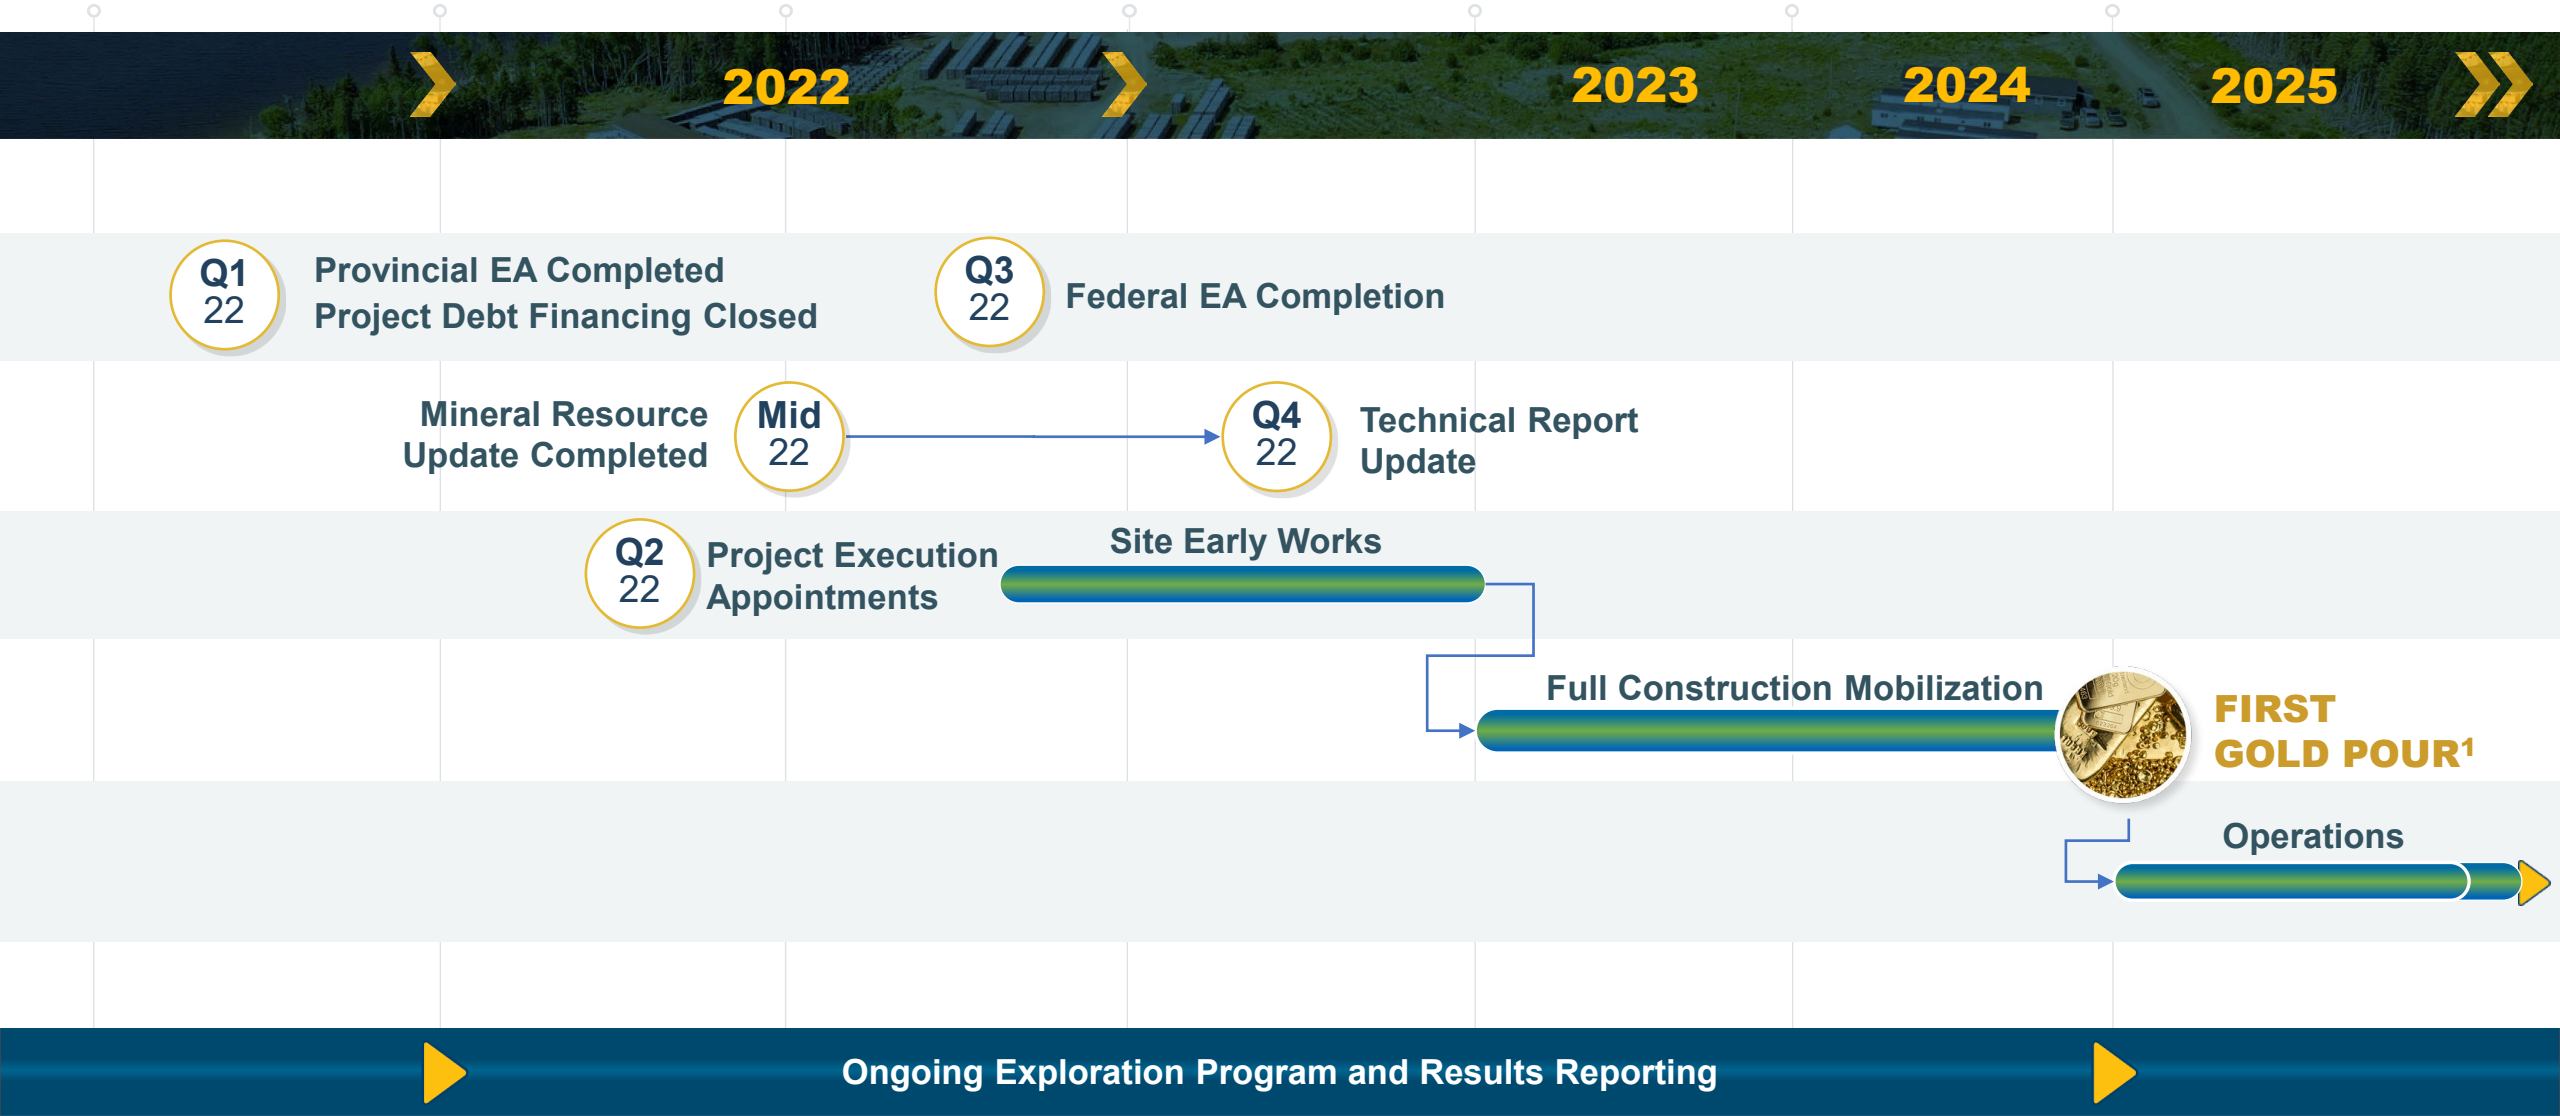 2022
2023
2024
2025
Q1
22
Provincial EA Completed
Project Debt Financing Closed
Q3
22
Federal EA Completion
Mineral Resource
Update Completed
Mid
22
Q4
22
Technical Report
Update
Q2
22
Project Execution
Appointments
Site Early Works
Full Construction Mobilization
FIRST
GOLD POUR¹
Operations
Ongoing Exploration Program and Results Reporting